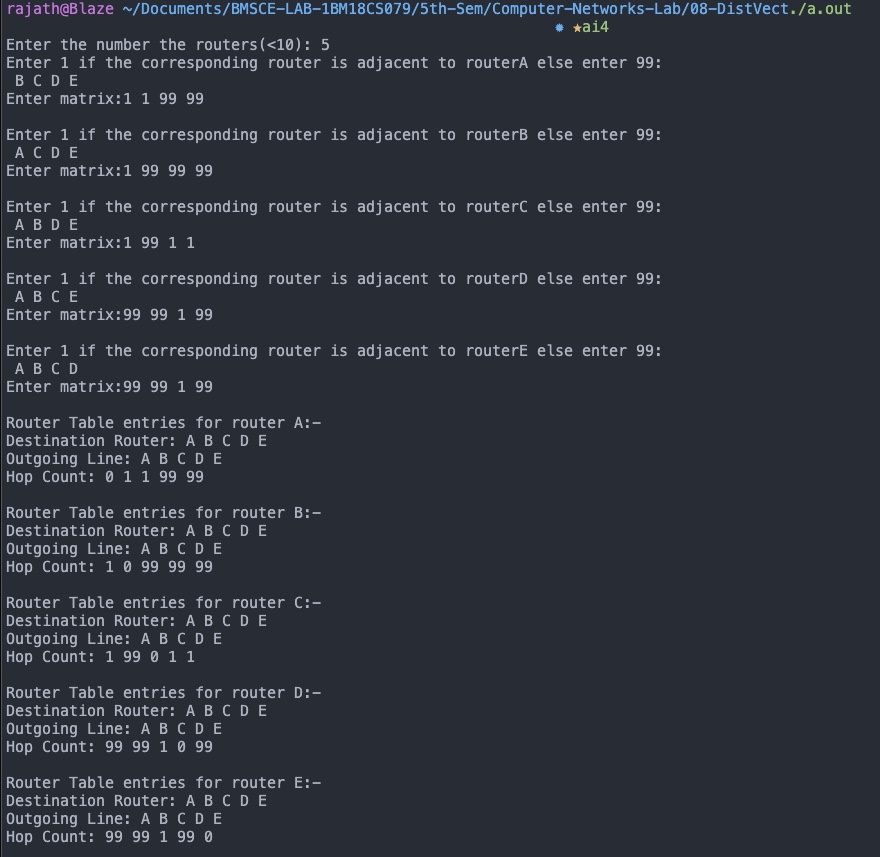 rajath@Blaze ~/Documents/BMSCE-LAB-1BM18CS079/5th-Sem/Computer-Networks-Lab/08-DistVect./a.out
ai4
Enter the number the routers(<10): 5
Enter 1 if the corresponding router is adjacent to routerA else enter 99:
B C D E
Enter matrix:1 1 99 99
Enter 1 if the corresponding router is adjacent to routerB else enter 99:
A C D E
Enter matrix:1 99 99 99
Enter 1 if the corresponding router is adjacent to routerC else enter 99:
A B D E
Enter matrix:1 99 1 1
Enter 1 if the corresponding router is adjacent to routerD else enter 99:
A B C E
Enter matrix:99 99 1 99
Enter 1 if the corresponding router is adjacent to routerE else enter 99:
A B C D
Enter matrix:99 99 1 99
Router Table entries for router A:-
Destination Router: A B C D E
Outgoing Line: A B C D E
Hop Count: 0 1 1 99 99
Router Table entries for router B:-
Destination Router: A B C D E
Outgoing Line: A B C D E
Hop Count: 1 0 99 99 99
Router Table entries for router C:-
Destination Router: A B C D E
Outgoing Line: A B C D E
Hop Count: 1 99 0 1 1
Router Table entries for router D:-
Destination Router: A B C D E
Outgoing Line: A B C D E
Hop Count: 99 99 1 0 99
Router Table entries for router E:-
Destination Router: A B C D E
Outgoing Line: A B C D E
Hop Count: 99 99 1 99 0